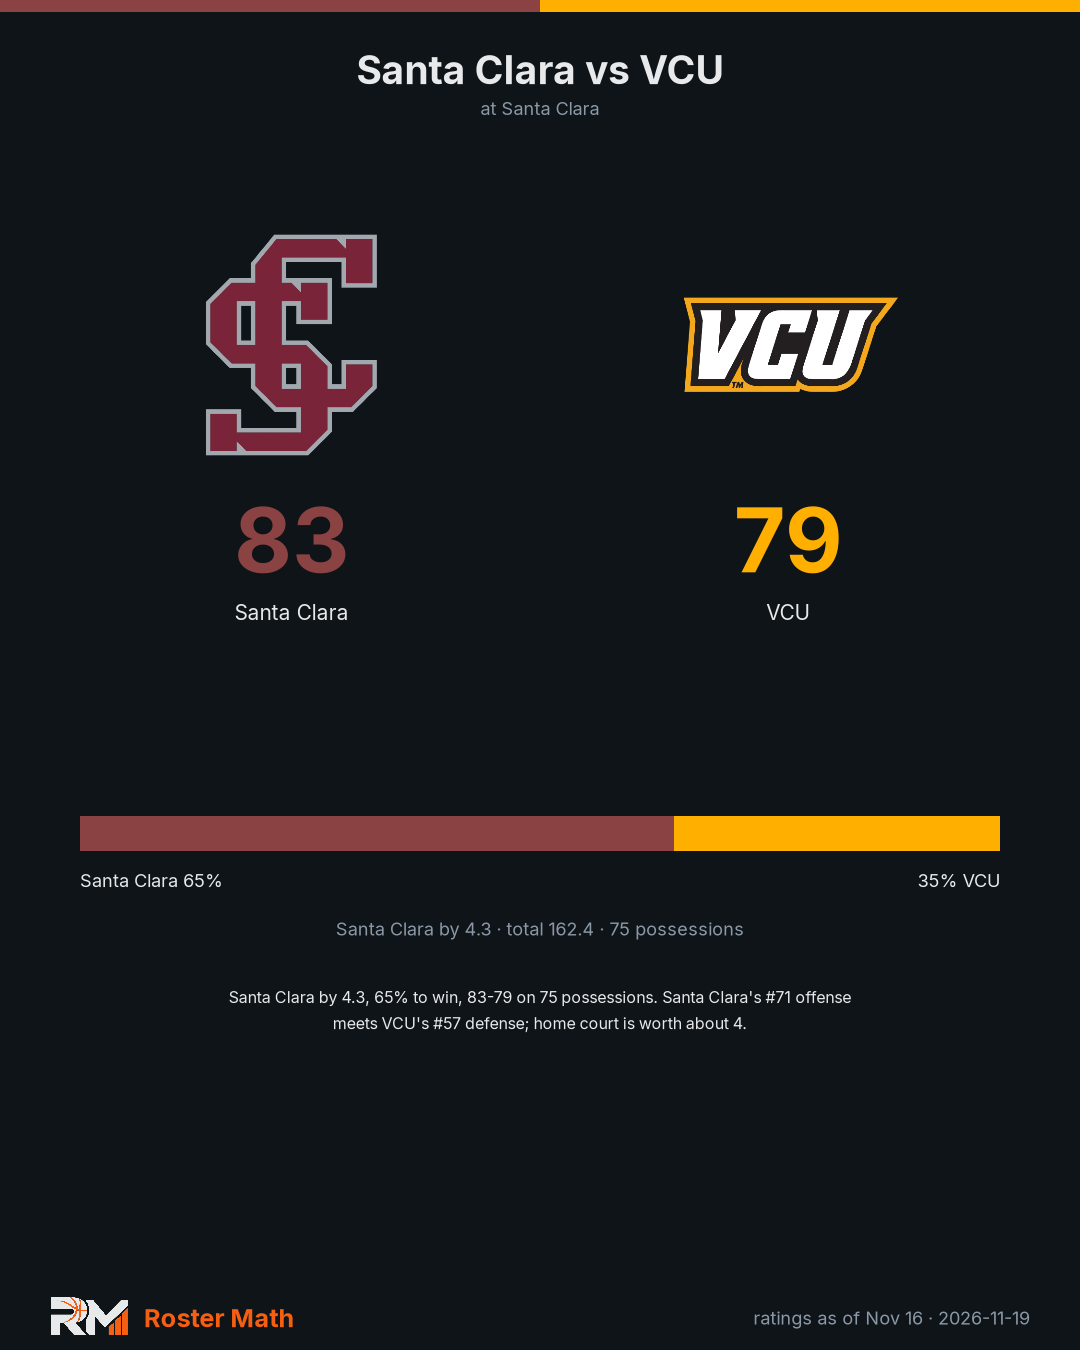 Santa Clara vs VCU
at Santa Clara
VCU
TM
83
79
Santa Clara
VCU
Santa Clara 65%
35% VCU
Santa Clara by 4.3 · total 162.4 · 75 possessions
Santa Clara by 4.3, 65% to win, 83-79 on 75 possessions. Santa Clara's #71 offense
meets VCU's #57 defense; home court is worth about 4.
RM Roster Math
ratings as of Nov 16 · 2026-11-19